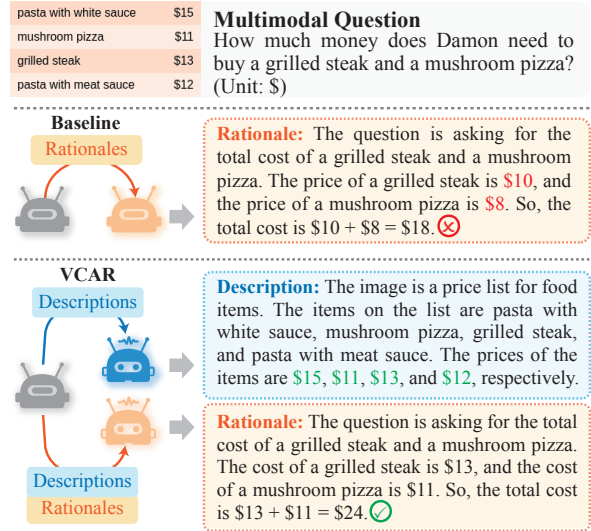 pasta with white sauce $15
mushroom pizza $11
grilled steak $13
pasta with meat sauce $12
Multimodal Question
How much money does Damon need to
buy a grilled steak and a mushroom pizza?
(Unit: $)
Baseline
Rationales
Rationale: The question is asking for the
total cost of a grilled steak and a mushroom
pizza. The price of a grilled steak is $10, and
the price of a mushroom pizza is $8. So, the
total cost is $10 + $8 = $18.
VCAR
Descriptions
Description: The image is a price list for food
items. The items on the list are pasta with
white sauce, mushroom pizza, grilled steak,
and pasta with meat sauce. The prices of the
items are $15, $11, $13, and $12, respectively.
Descriptions
Rationales
Rationale: The question is asking for the total
cost of a grilled steak and a mushroom pizza.
The cost of a grilled steak is $13, and the cost
of a mushroom pizza is $11. So, the total cost
is $13 + $11 = $24.